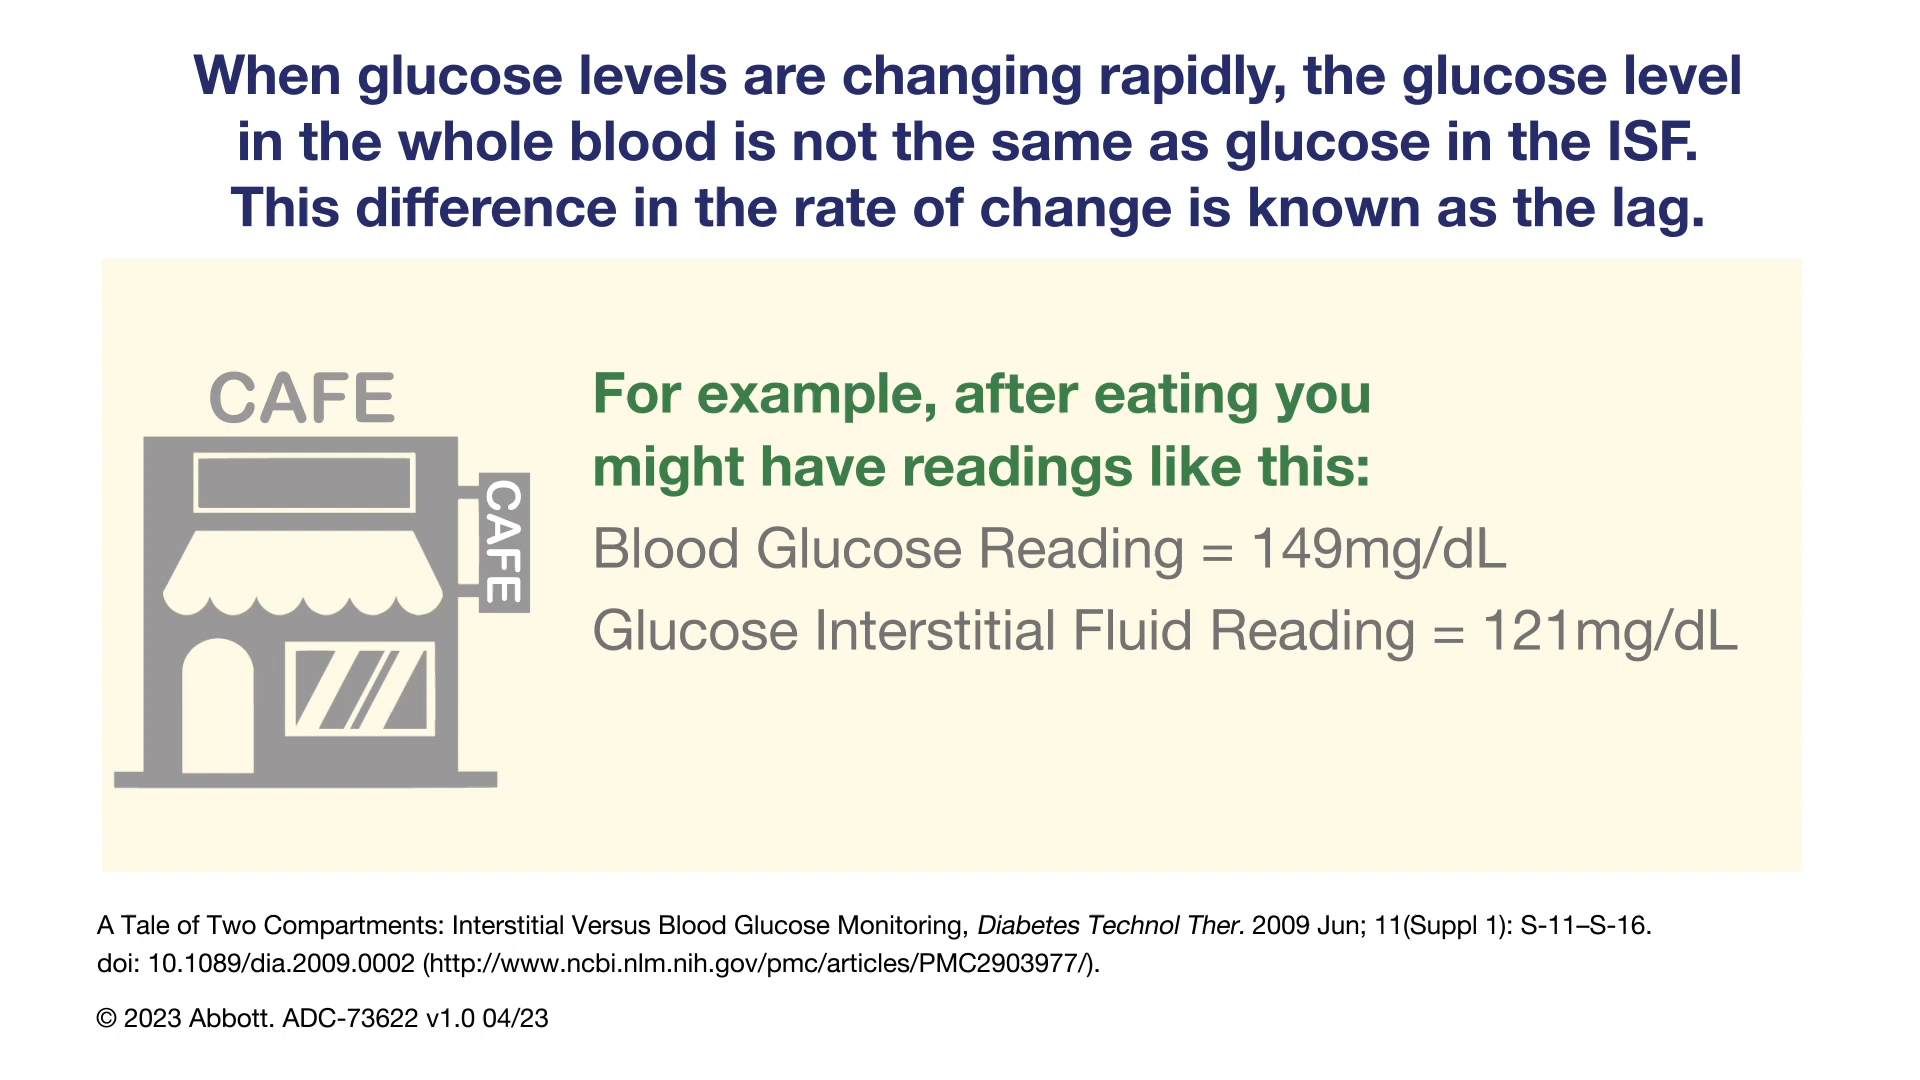 When glucose levels are changing rapidly, the glucose level
in the whole blood is not the same as glucose in the ISF.
This difference in the rate of change is known as the lag.
CAFE
CAFE
For example, after eating you
might have readings like this:
Blood Glucose Reading = 149mg/dL
Glucose Interstitial Fluid Reading = 121mg/dL
A Tale of Two Compartments: Interstitial Versus Blood Glucose Monitoring, Diabetes Technol Ther. 2009 Jun; 11(Suppl 1): S-11–S-16.
doi: 10.1089/dia.2009.0002 (http://www.ncbi.nlm.nih.gov/pmc/articles/PMC2903977/).
© 2023 Abbott. ADC-73622 v1.0 04/23